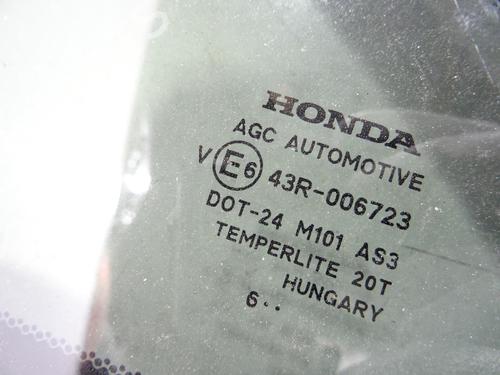 HONDA
AGC AUTOMOTIVE
V E6 43R-006723
DOT-24 M101 AS3
TEMPERLITE 20T
HUNGARY
6..